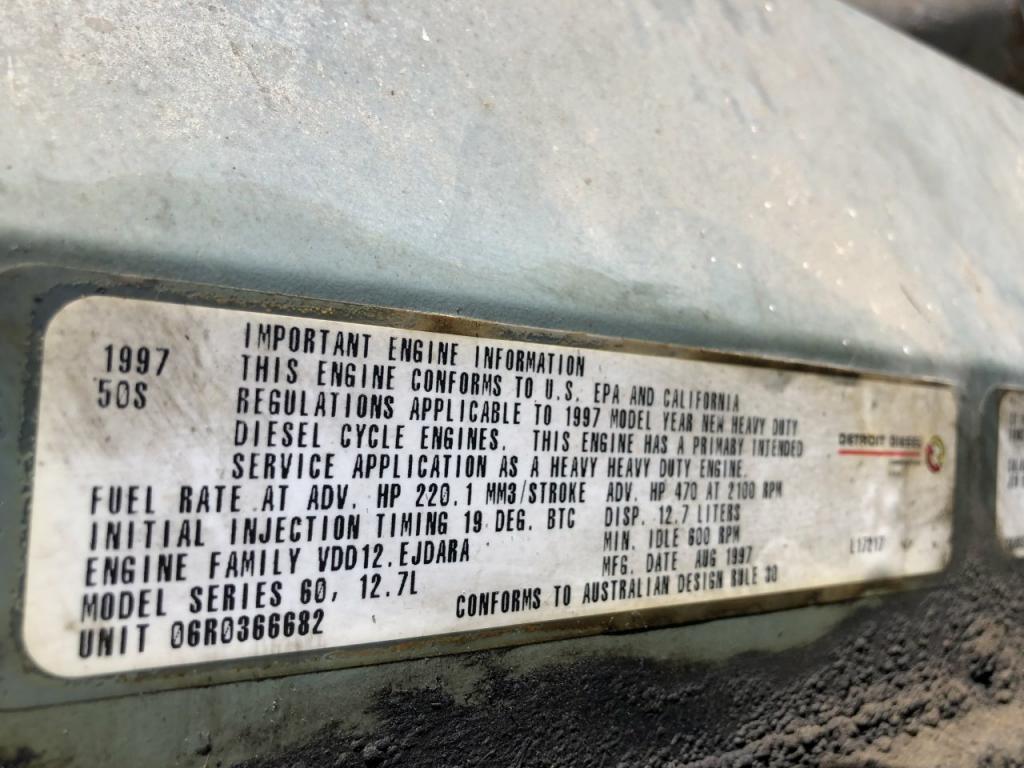 1997
50S
IMPORTANT ENGINE INFORMATION
THIS ENGINE CONFORMS TO U.S. EPA AND CALIFORNIA
REGULATIONS APPLICABLE TO 1997 MODEL YEAR NEW HEAVY DUTY
DIESEL CYCLE ENGINES. THIS ENGINE HAS A PRIMARY INTENDED
SERVICE APPLICATION AS A HEAVY HEAVY DUTY ENGINE.
FUEL RATE AT ADV. HP 220.1 MM3/STROKE ADV. HP 470 AT 2100 RPM
INITIAL INJECTION TIMING 19 DEG. BTC DISP. 12.7 LITERS
ENGINE FAMILY VDD12.EJDARA MIN. IDLE 600 RPM
MODEL SERIES 60, 12.7L MFG. DATE AUG 1997
UNIT 06R0366682 CONFORMS TO AUSTRALIAN DESIGN RULE 30
DETROIT DIESEL